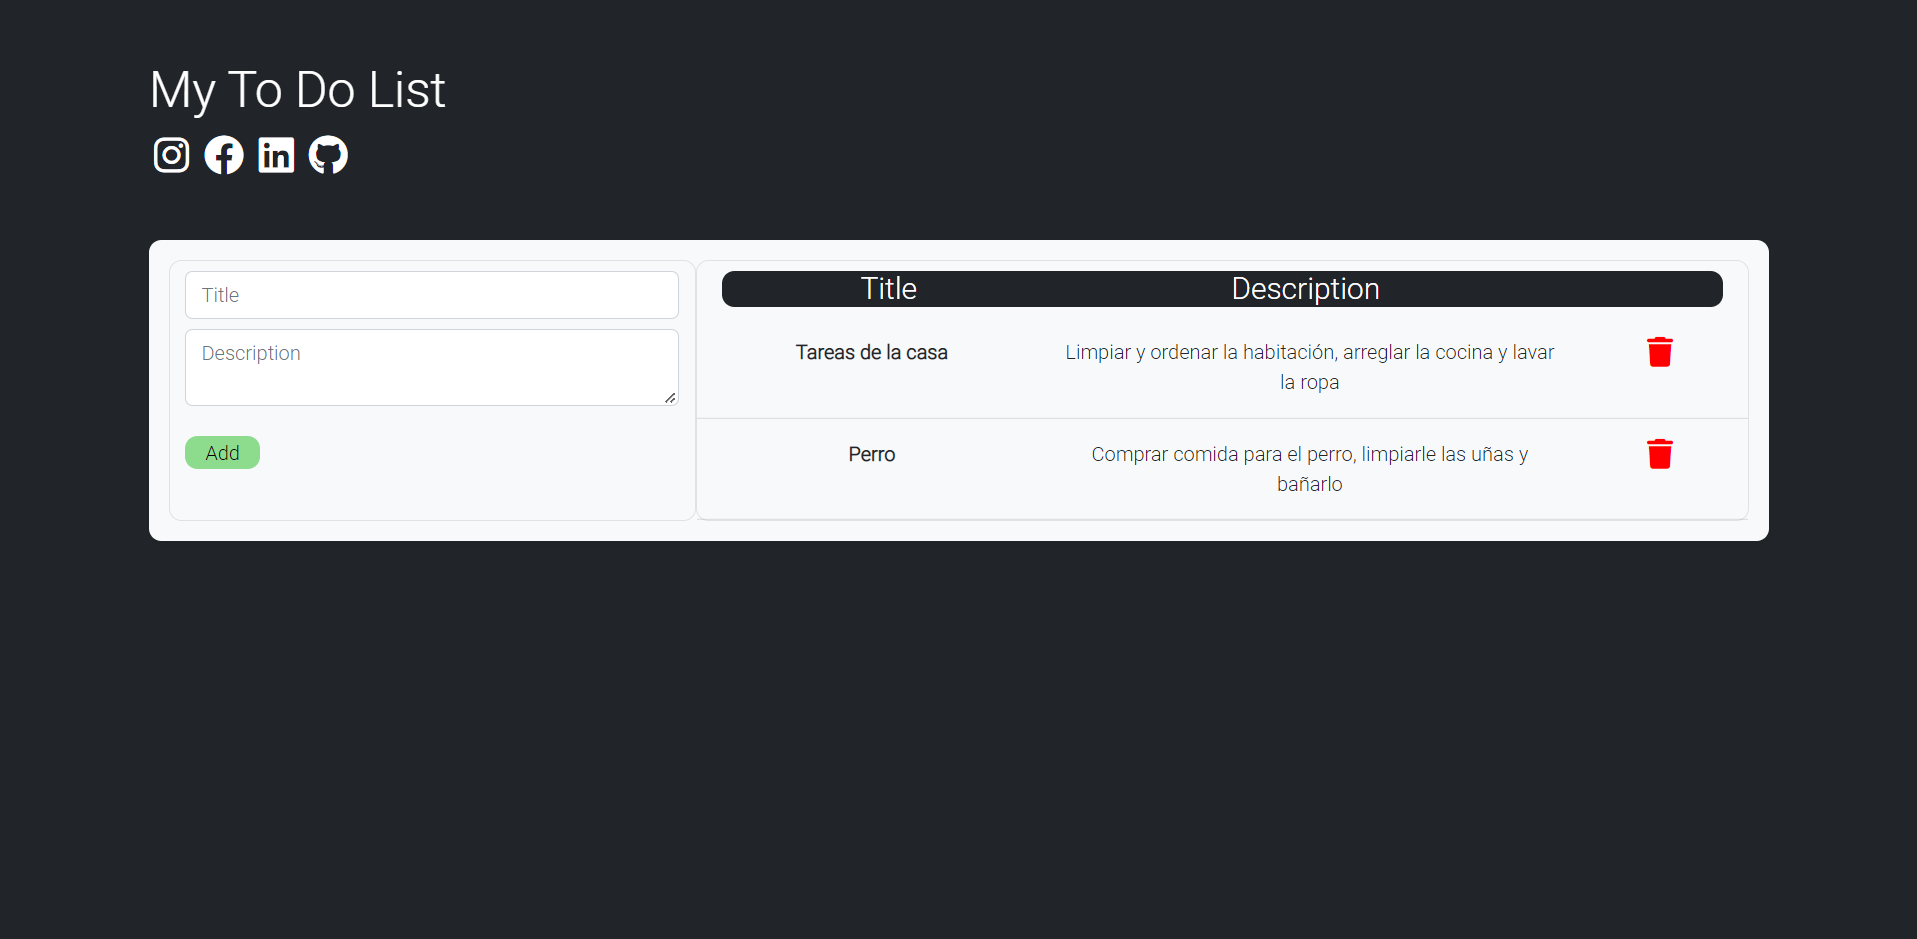 My To Do List
Title
Description
Add
Title Description
Tareas de la casa
Limpiar y ordenar la habitación, arreglar la cocina y lavar
la ropa
Perro
Comprar comida para el perro, limpiarle las uñas y
bañarlo